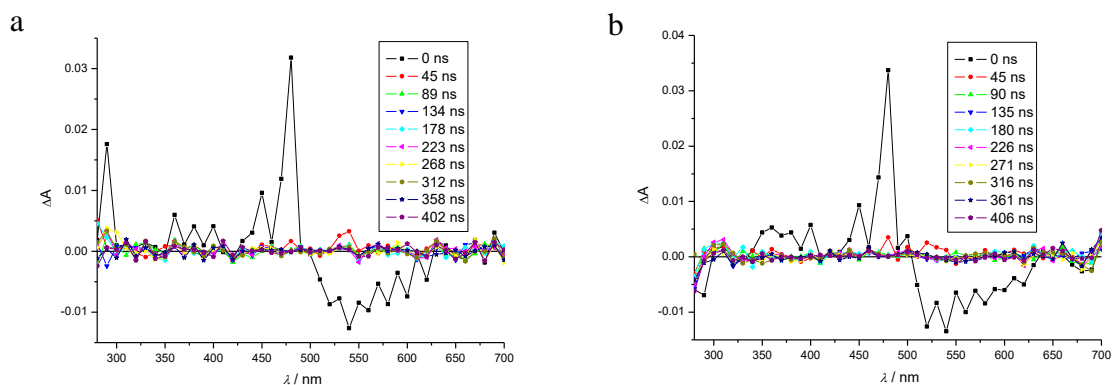 a
0.03
0.02
0.01
0.00
-0.01
ΔA
300 350 400 450 500 550 600 650 700
λ / nm
0 ns
45 ns
89 ns
134 ns
178 ns
223 ns
268 ns
312 ns
358 ns
402 ns
b
0.04
0.03
0.02
0.01
0.00
-0.01
ΔA
300 350 400 450 500 550 600 650 700
λ / nm
0 ns
45 ns
90 ns
135 ns
180 ns
226 ns
271 ns
316 ns
361 ns
406 ns